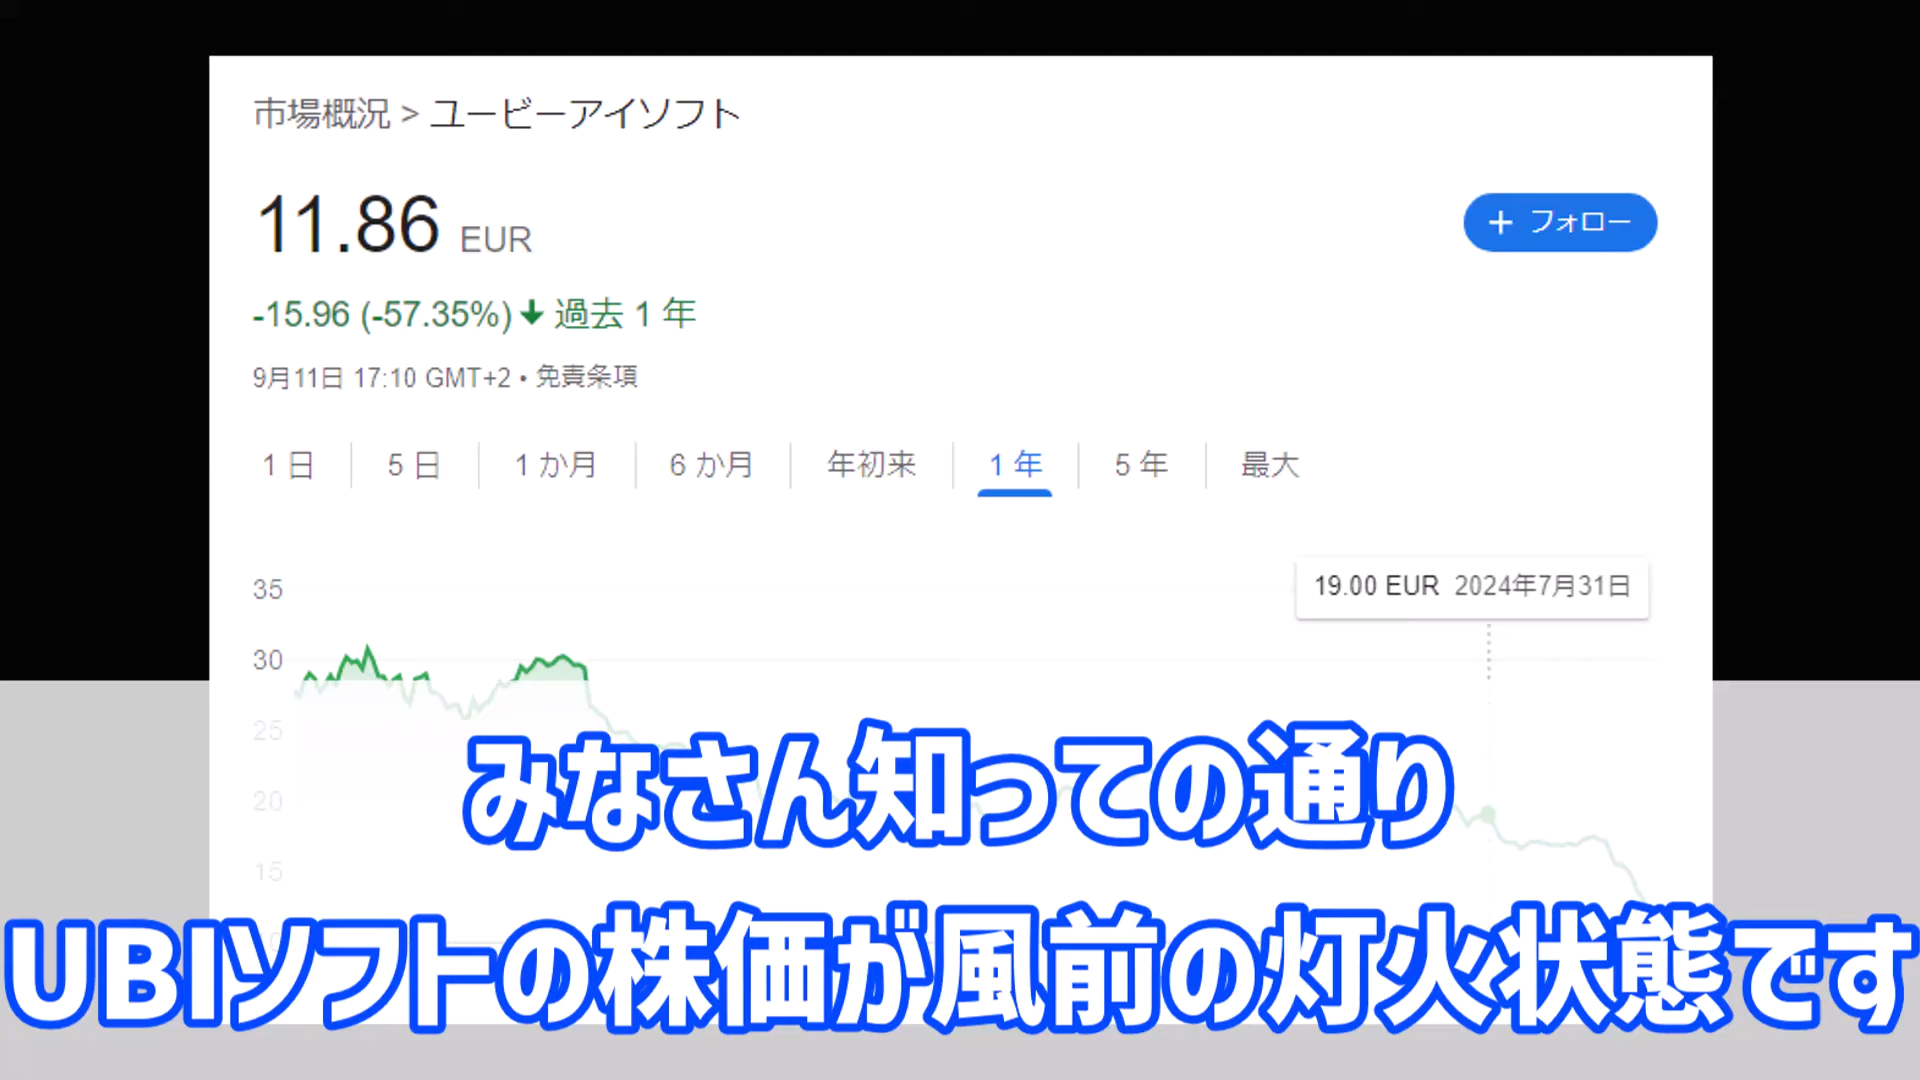 市場概況 > ユービーアイソフト
11.86 EUR
+ フォロー
-15.96 (-57.35%) ↓ 過去 1 年
9月11日 17:10 GMT+2 • 免責条項
1 日 5 日 1 か月 6 か月 年初来 1 年 5 年 最大
19.00 EUR 2024年7月31日
35
30
25
20
15
みなさん知っての通り
UBIソフトの株価が風前の灯火状態です